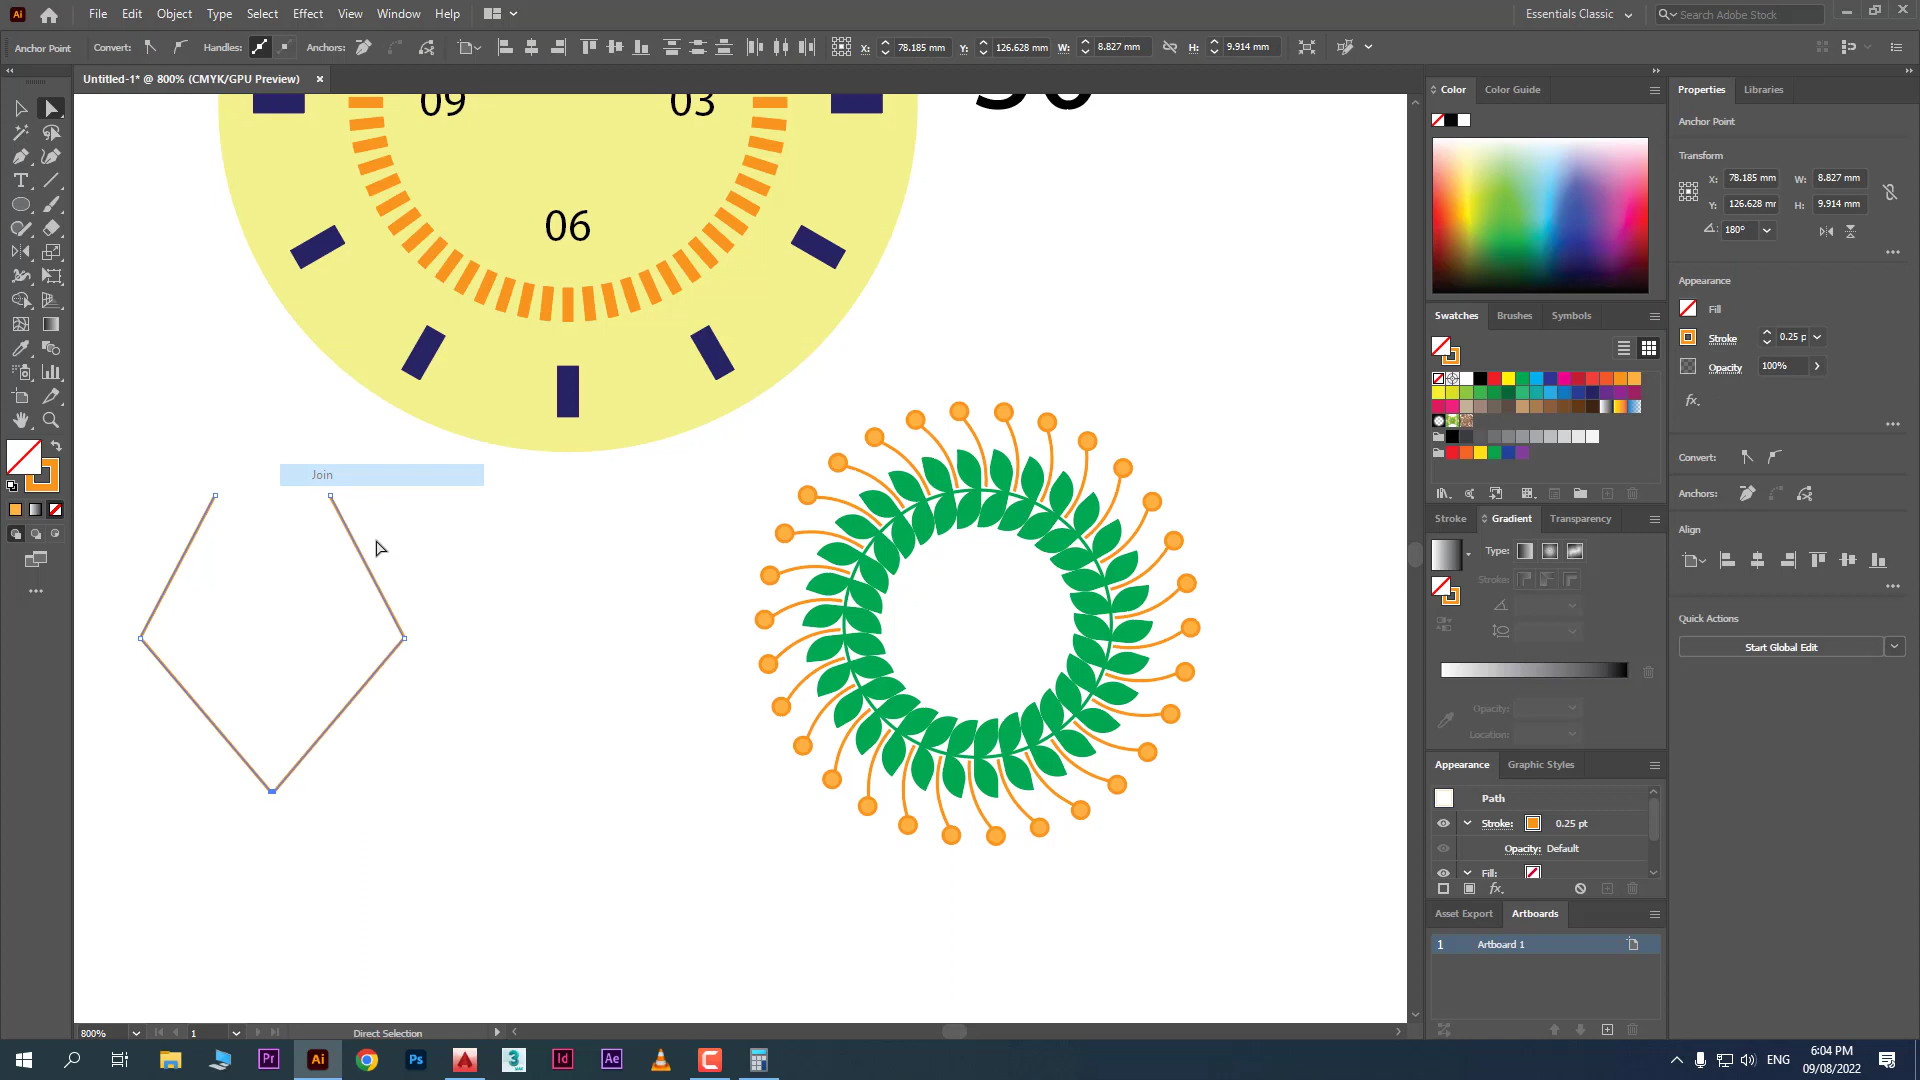 Ai File Edit Object Type Select Effect View Window Help Essentials Classic Search Adobe Stock
Anchor Point Convert: Handles: Anchors: X: 78.185 mm Y: 126.628 mm W: 8.827 mm H: 9.914 mm
Untitled-1* @ 800% (CMYK/GPU Preview) ×
09 03
06
Join
Color Color Guide
Swatches Brushes Symbols
Stroke Gradient Transparency
Type:
Stroke:
Opacity:
Location:
Appearance Graphic Styles
Path
Stroke: 0.25 pt
Opacity: Default
Fill:
fx.
Asset Export Artboards
1 Artboard 1
Properties Libraries
Anchor Point
Transform
X: 78.185 mm W: 8.827 mm
Y: 126.628 mr H: 9.914 mm
180°
Appearance
Fill
Stroke 0.25 p
Opacity 100%
fx.
Convert:
Anchors:
Align
Quick Actions
Start Global Edit
800% 1 Direct Selection
Pr Ai Ps 3 Id Ae ENG 6:04 PM
09/08/2022